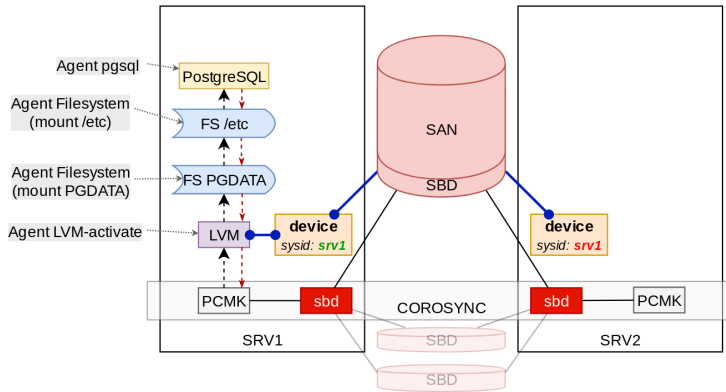 Agent pgsql
PostgreSQL
Agent Filesystem
(mount /etc)
FS /etc
SAN
Agent Filesystem
(mount PGDATA)
FS PGDATA
SBD
Agent LVM-activate
LVM
device
sysid: srv1
device
sysid: srv1
PCMK
sbd
COROSYNC
sbd
PCMK
SRV1
SBD
SRV2
SBD